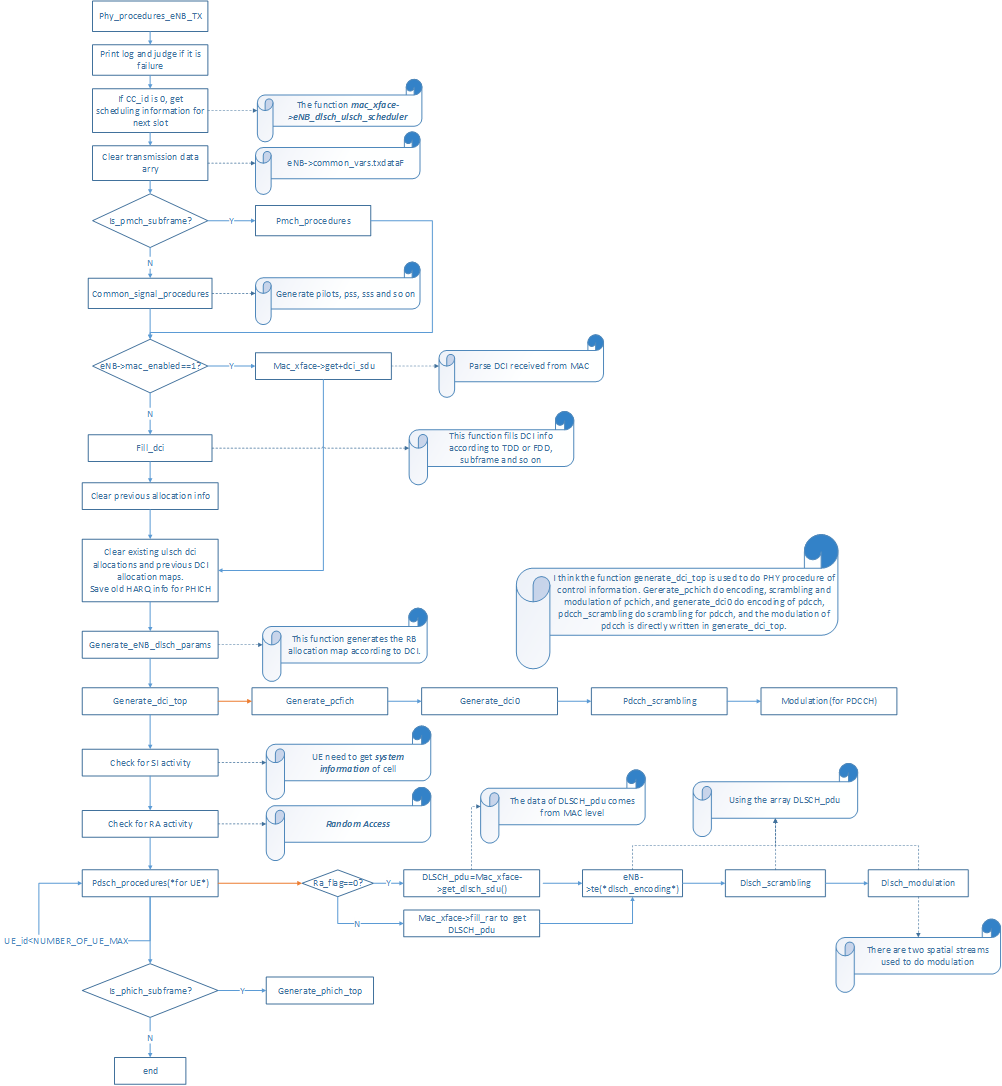 Phy_procedures_eNB_TX
Print log and judge if it is
failure
If CC_id is 0, get
scheduling information for
next slot
The function mac_xface-
>eNB_dlsch_ulsch_scheduler
Clear transmission data
arry
eNB->common_vars.txdataF
is_pmch_subframe?
Y
Pmch_procedures
N
Common_signal_procedures
Generate pilots, pss, sss and so on
eNB->mac_enabled==1?
Y
Mac_xface->get+dci_sdu
Parse DCI received from MAC
N
Fill_dci
This function fills DCI info
according to TDD or FDD,
subframe and so on
Clear previous allocation info
Clear existing ulsch dci
allocations and previous DCI
allocation maps.
Save old HARQ info for PHICH
I think the function generate_dci_top is used to do PHY procedure of
control information. Gererate_pchich do encoding, scrambling and
modulation of pchich, and generate_dci0 do encoding of pdcch,
pdcch_scrambling do scrambling for pdcch, and the modulation of
pdcch is directly written in generate_dci_top.
Generate_eNB_dlsch_params
This function generates the RB
allocation map according to DCI.
Generate_dci_top
Generate_pcfich
Generate_dci0
Pdcch_scrambling
Modulation(for PDCCH)
Check for SI activity
UE need to get system
information of cell
Check for RA activity
Random Access
The data of DLSCH_pdu comes
from MAC level
Using the array DLSCH_pdu
Pdsch_procedures(*for UE*)
Ra_flag==0?
Y
DLSCH_pdu=Mac_xface-
>get_dlsch_sdu()
eNB-
>te(*dlsch_encoding*)
Dlsch_scrambling
Dlsch_modulation
N
Mac_xface->fill_rar to get
DLSCH_pdu
UE_id<NUMBER_OF_UE_MAX
There are two spatial streams
used to do modulation
is_phich_subframe?
Y
Generate_phich_top
N
end